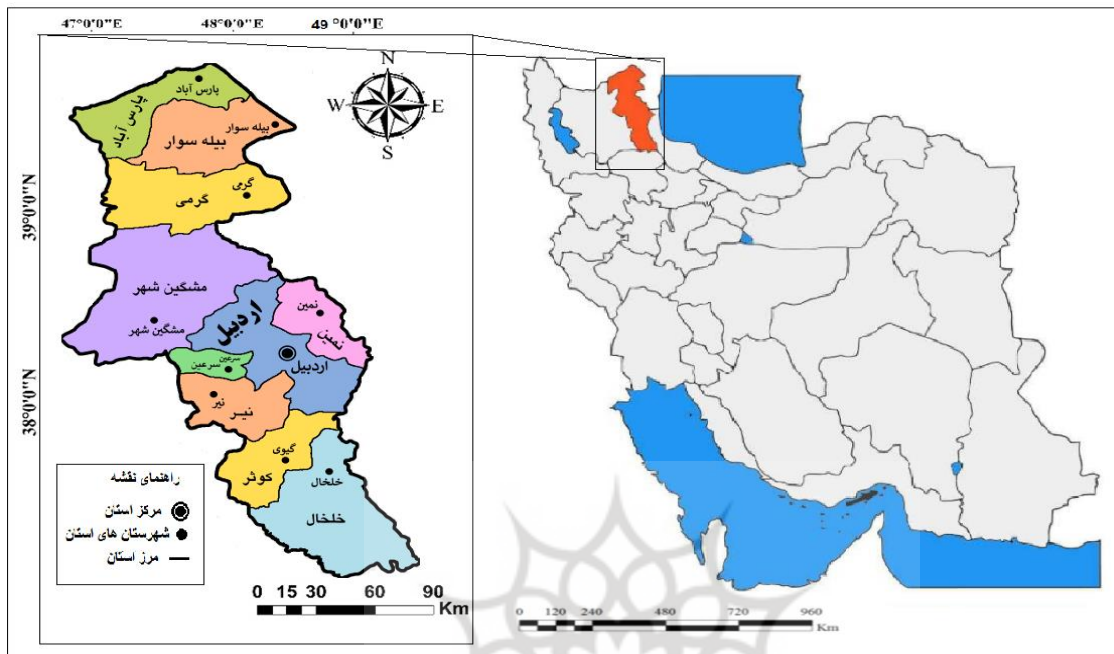 47°0'0"E 48°0'0"E 49°0'0"E
39°0'0"N
38°0'0"N
N
W E
S
پارس آباد
پارس آباد
بیله سوار
بیله سوار
گرمی
گرمی
مشگین شهر
مشگین شهر
اردبیل
اردبیل
نمین
نمین
سرعین
سرعین
نیر
نیر
گیوی
کوثر
خلخال
خلخال
راهنمای نقشه
مرکز استان
شهرستان های استان
مرز استان
0 15 30 60 90
Km
0 120 240 480 720 960
Km